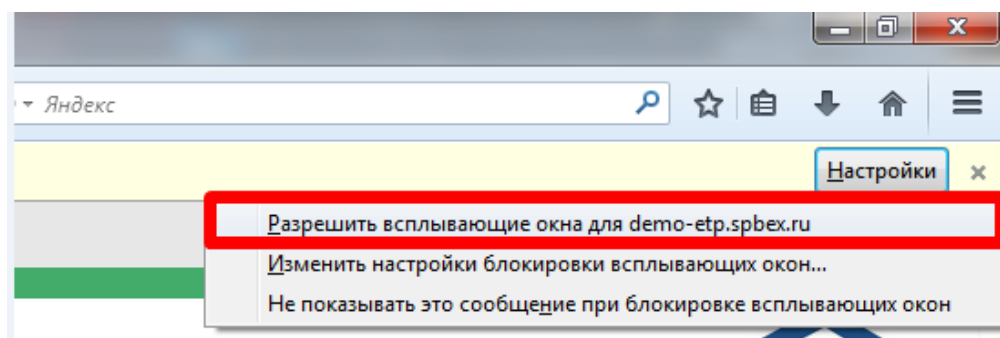 Яндекс
Настройки
Разрешить всплывающие окна для demo-etp.spbex.ru
Изменить настройки блокировки всплывающих окон...
Не показывать это сообщение при блокировке всплывающих окон